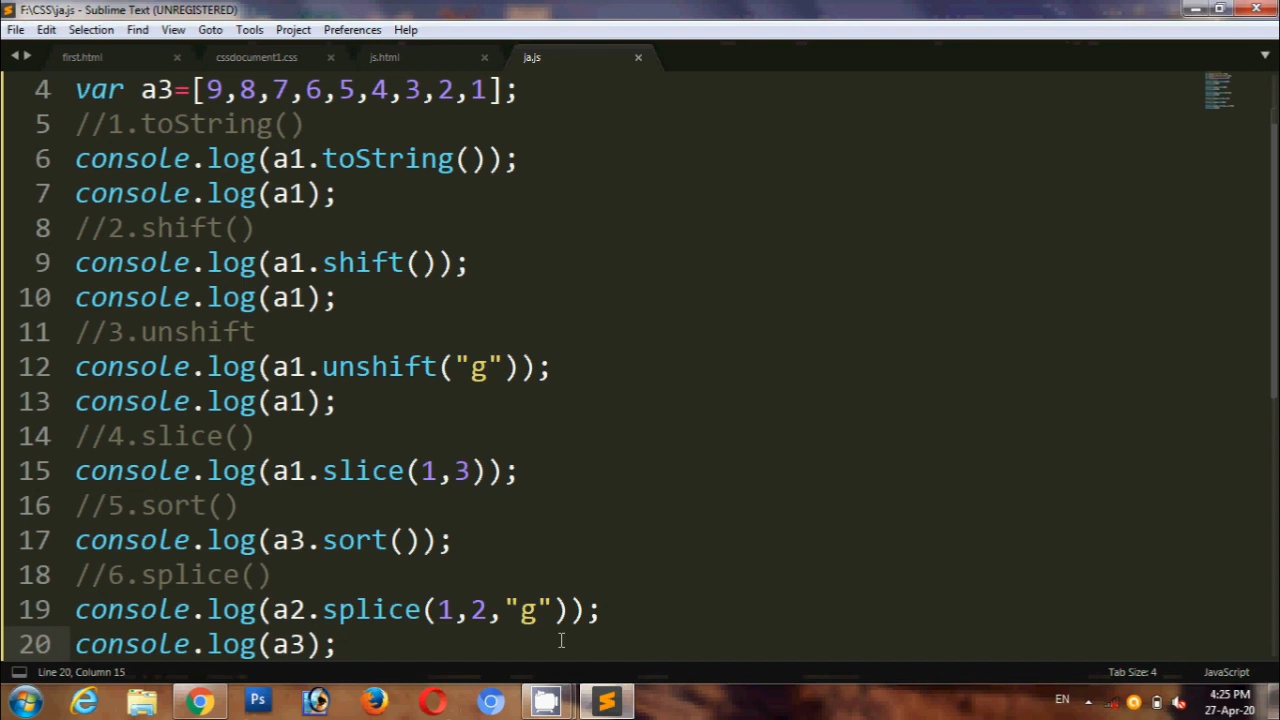 F:\CSS\ja.js - Sublime Text (UNREGISTERED)
File Edit Selection Find View Goto Tools Project Preferences Help
first.html cssdocument1.css js.html ja.js
4 var a3=[9,8,7,6,5,4,3,2,1];
5 //1.toString()
6 console.log(a1.toString());
7 console.log(a1);
8 //2.shift()
9 console.log(a1.shift());
10 console.log(a1);
11 //3.unshift
12 console.log(a1.unshift("g"));
13 console.log(a1);
14 //4.slice()
15 console.log(a1.slice(1,3));
16 //5.sort()
17 console.log(a3.sort());
18 //6.splice()
19 console.log(a2.splice(1,2,"g"));
20 console.log(a3);
Line 20, Column 15 Tab Size: 4 JavaScript
Ps EN 4:25 PM
27-Apr-20